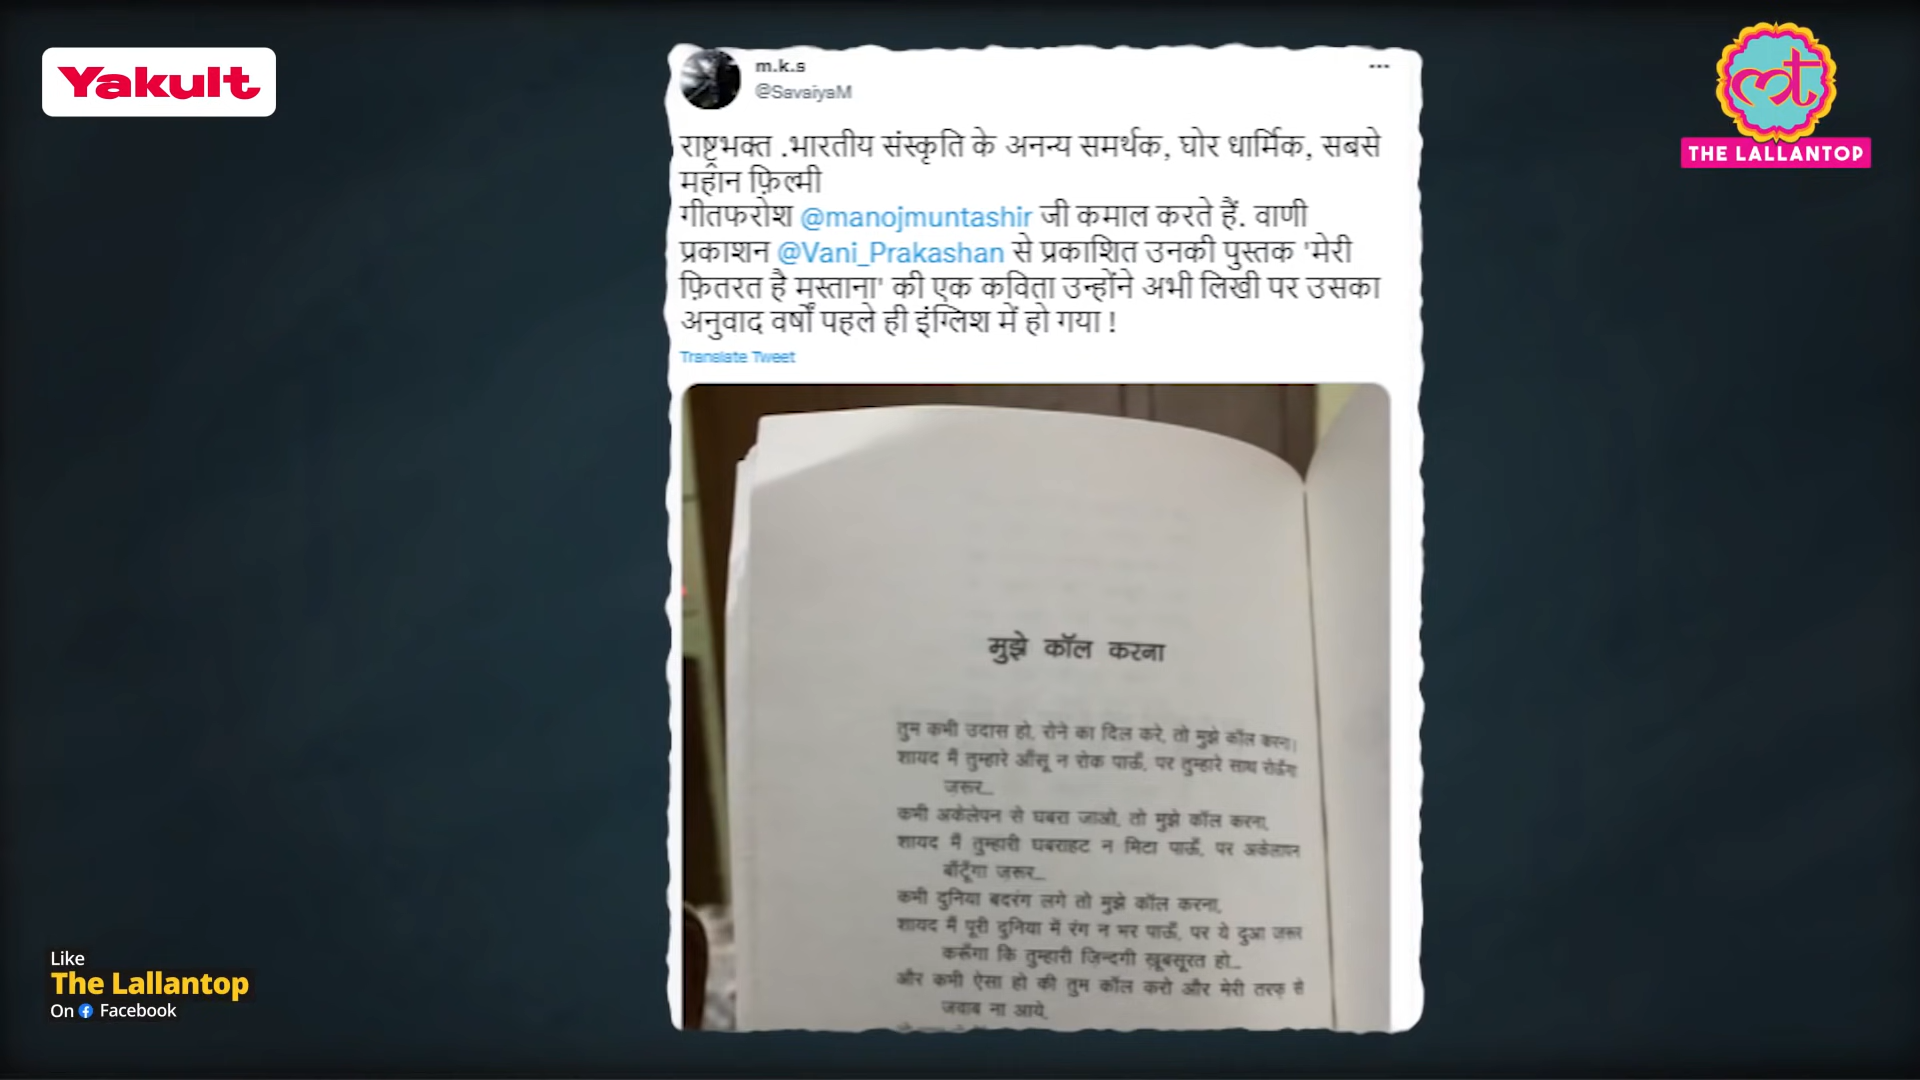 Yakult
m.k.s
@SavaiyaM
राष्ट्रभक्त .भारतीय संस्कृति के अनन्य समर्थक, घोर धार्मिक, सबसे
महान फ़िल्मी
गीतफरोश @manojmuntashir जी कमाल करते हैं. वाणी
प्रकाशन @Vani_Prakashan से प्रकाशित उनकी पुस्तक 'मेरी
फ़ितरत है मस्ताना' की एक कविता उन्होंने अभी लिखी पर उसका
अनुवाद वर्षों पहले ही इंग्लिश में हो गया !
Translate Tweet
मुझे कॉल करना
तुम कभी उदास हो, रोने का दिल करे, तो मुझे कॉल करना।
शायद मैं तुम्हारे आँसू न रोक पाऊँ, पर तुम्हारे साथ रोऊँगा
ज़रूर...
कभी अकेलेपन से घबरा जाओ, तो मुझे कॉल करना,
शायद मैं तुम्हारी घबराहट न मिटा पाऊँ, पर अकेलापन
बाँटूँगा ज़रूर...
कभी दुनिया बदरंग लगे तो मुझे कॉल करना,
शायद मैं पूरी दुनिया में रंग न भर पाऊँ, पर ये दुआ ज़रूर
करूँगा कि तुम्हारी ज़िन्दगी ख़ूबसूरत हो...
और कभी ऐसा हो की तुम कॉल करो और मेरी तरफ़ से
जवाब ना आये,
लत
THE LALLANTOP
Like
The Lallantop
On Facebook